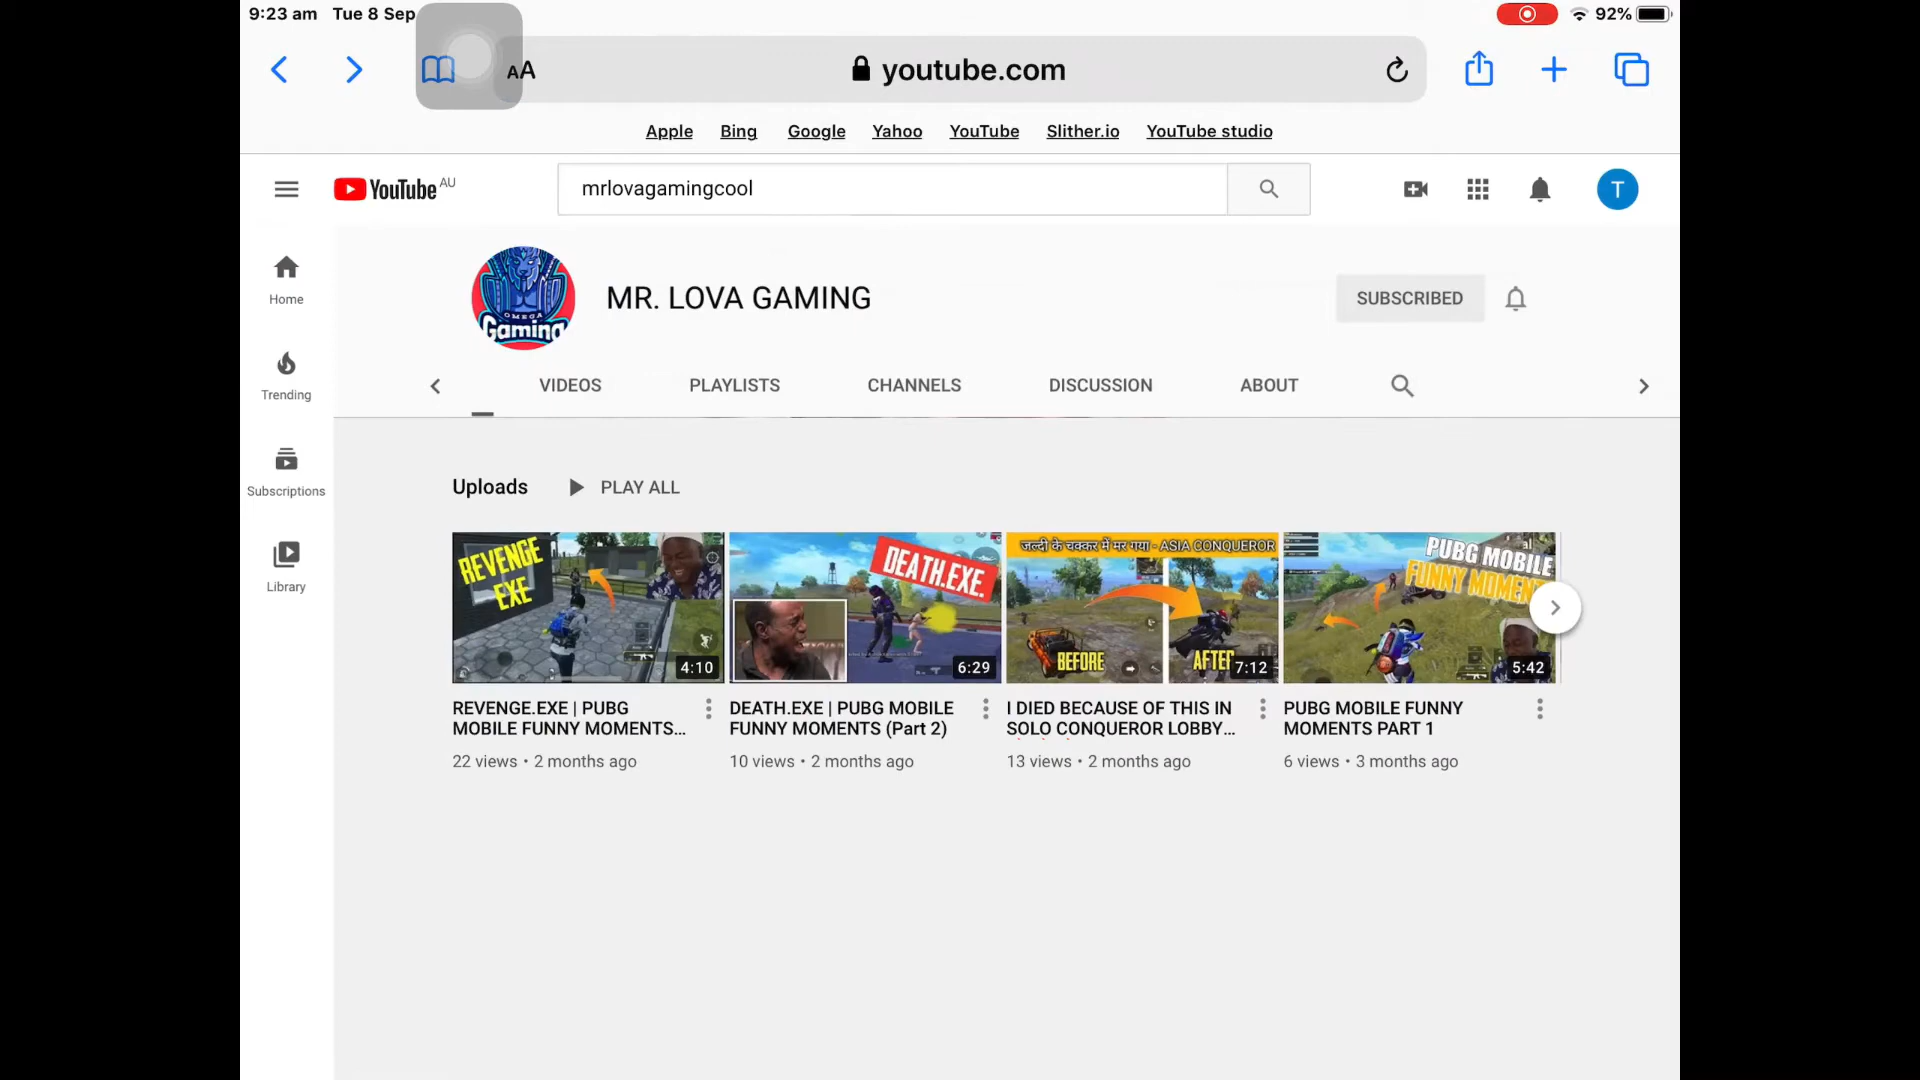 9:23 am Tue 8 Sep
92%
AA
youtube.com
Apple Bing Google Yahoo YouTube Slither.io YouTube studio
YouTube AU
mrlovagamingcool
T
Home
Trending
Subscriptions
Library
OMEGA
Gaming
MR. LOVA GAMING
SUBSCRIBED
VIDEOS PLAYLISTS CHANNELS DISCUSSION ABOUT
Uploads PLAY ALL
REVENGE
EXE
4:10
DEATH.EXE.
6:29
जल्दी के चक्कर में मर गया - ASIA CONQUEROR
BEFORE
AFTER
7:12
PUBG MOBILE
FUNNY MOMEN
5:42
REVENGE.EXE | PUBG
MOBILE FUNNY MOMENTS...
22 views • 2 months ago
DEATH.EXE | PUBG MOBILE
FUNNY MOMENTS (Part 2)
10 views • 2 months ago
I DIED BECAUSE OF THIS IN
SOLO CONQUEROR LOBBY...
13 views • 2 months ago
PUBG MOBILE FUNNY
MOMENTS PART 1
6 views • 3 months ago